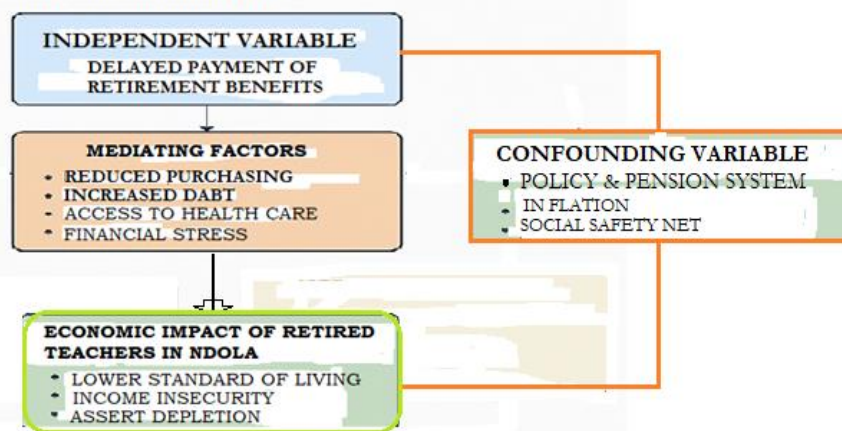 INDEPENDENT VARIABLE
DELAYED PAYMENT OF
RETIREMENT BENEFITS
MEDIATING FACTORS
• REDUCED PURCHASING
• INCREASED DABT
- ACCESS TO HEALTH CARE
• FINANCIAL STRESS
ECONOMIC IMPACT OF RETIRED
TEACHERS IN NDOLA
• LOWER STANDARD OF LIVING
• INCOME INSECURITY
• ASSERT DEPLETION
CONFOUNDING VARIABLE
• POLICY & PENSION SYSTEM
• IN FLATION
• SOCIAL SAFETY NET